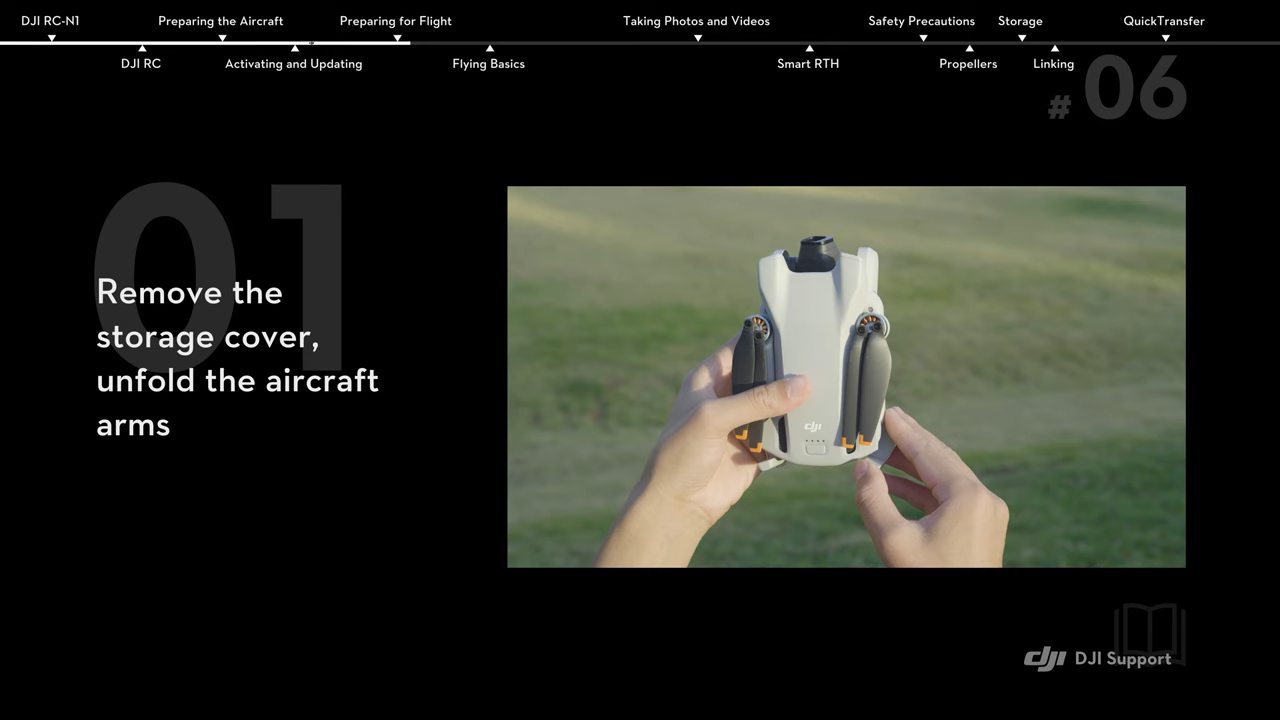 DJI RC-N1
Preparing the Aircraft
Preparing for Flight
Taking Photos and Videos
Safety Precautions
Storage
QuickTransfer
DJI RC
Activating and Updating
Flying Basics
Smart RTH
Propellers
Linking
# 06
01
Remove the
storage cover,
unfold the aircraft
arms
dji
dji DJI Support